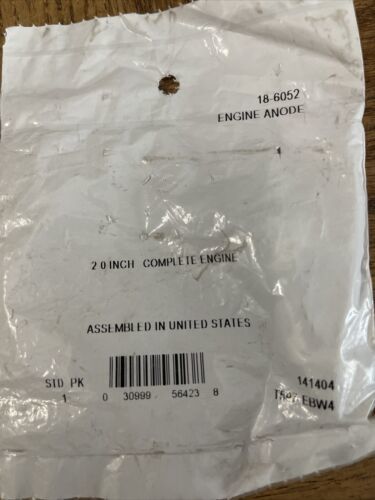 18-6052
ENGINE ANODE
2 0 INCH COMPLETE ENGINE
ASSEMBLED IN UNITED STATES
STD PK
1
0 30999 56423 8
141404
EBW4